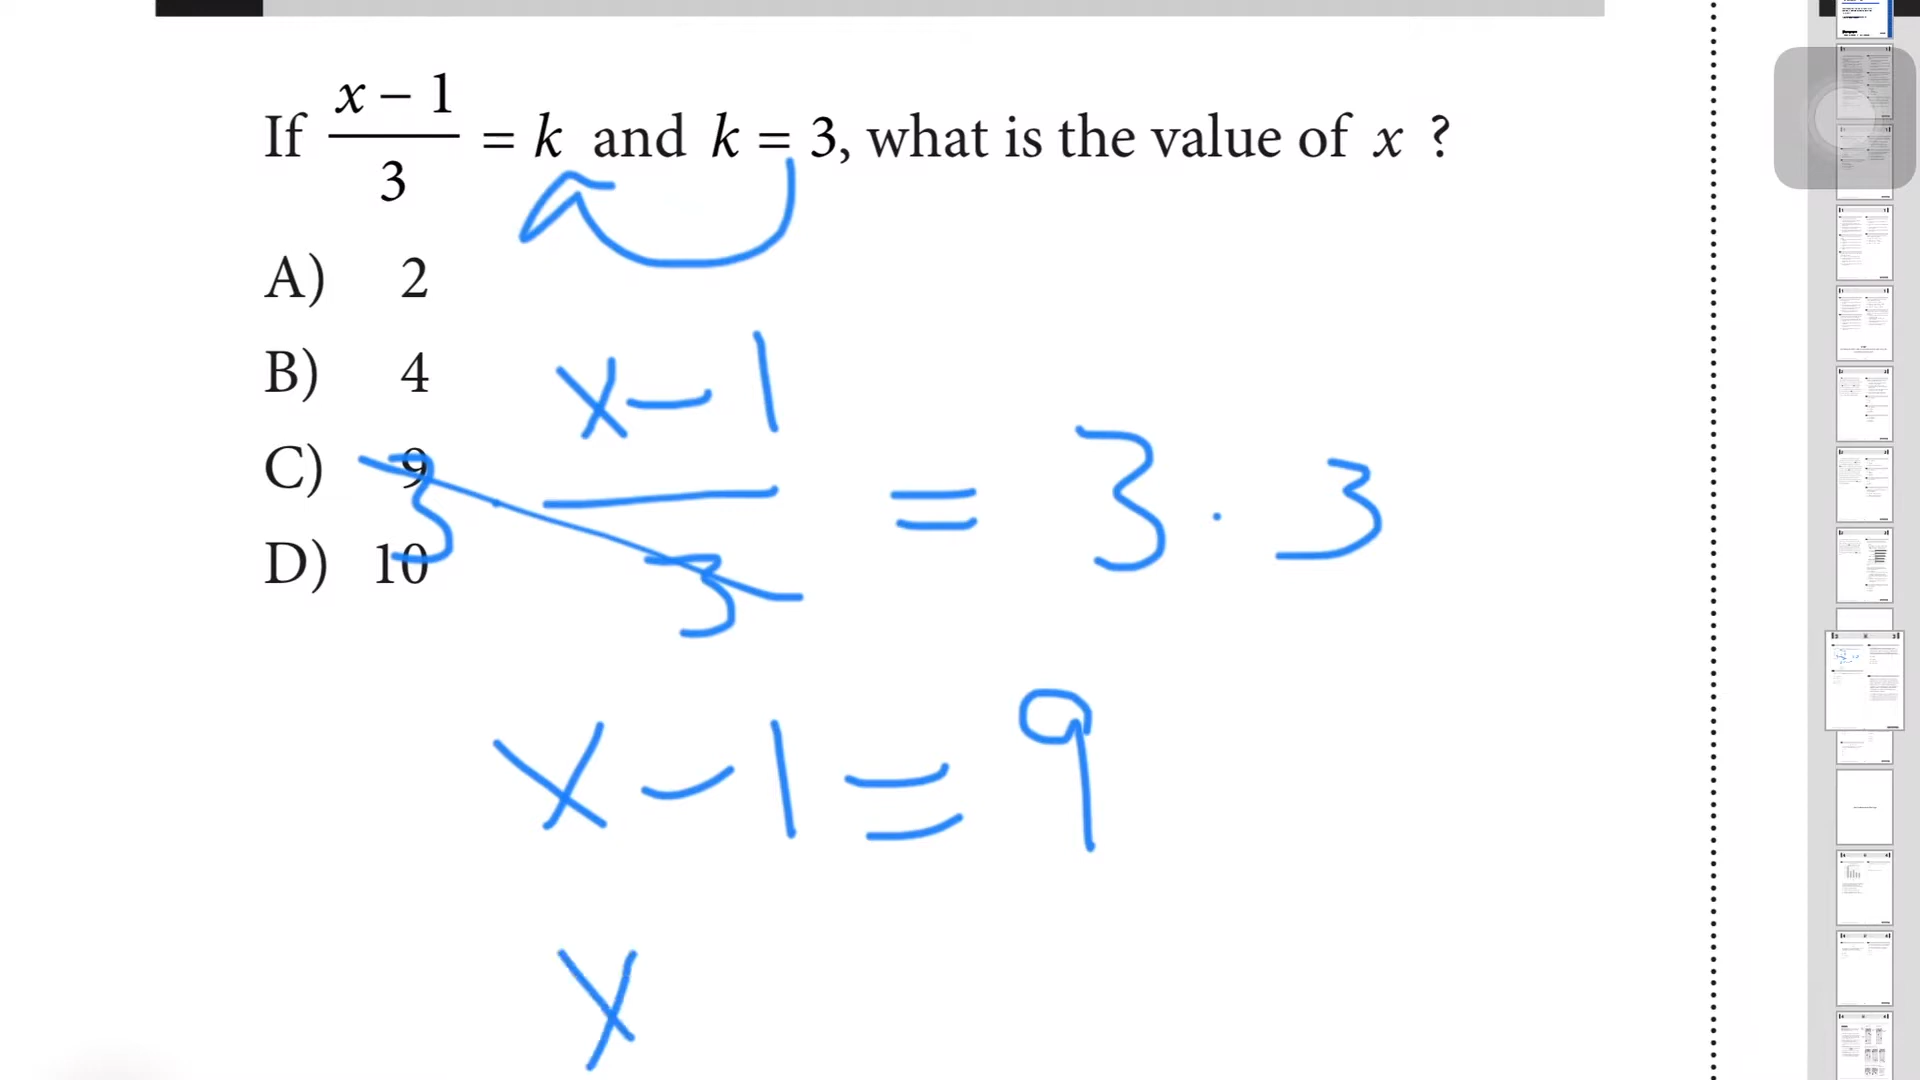 If (x − 1)/3 = k and k = 3, what is the value of x ?
A) 2
B) 4
C) 9
D) 10
3 · (x − 1)/3 = 3 · 3
x − 1 = 9
x